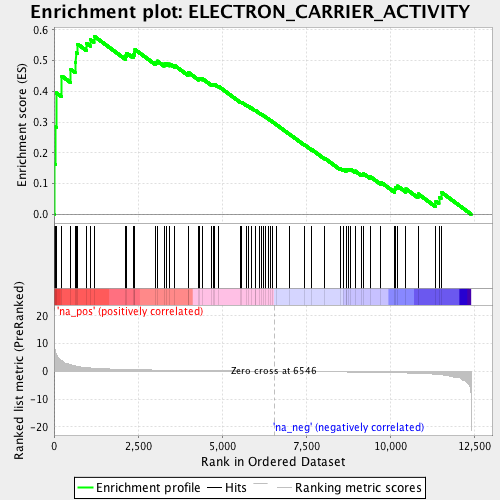 Enrichment plot: ELECTRON_CARRIER_ACTIVITY
Enrichment score (ES)
0.6
0.5
0.4
0.3
0.2
0.1
0.0
'na_pos' (positively correlated)
Ranked list metric (PreRanked)
20
10
0
-10
-20
Zero cross at 6546
'na_neg' (negatively correlated)
0
2,500
5,000
7,500
10,000
12,500
Rank in Ordered Dataset
Enrichment profile
Hits
Ranking metric scores